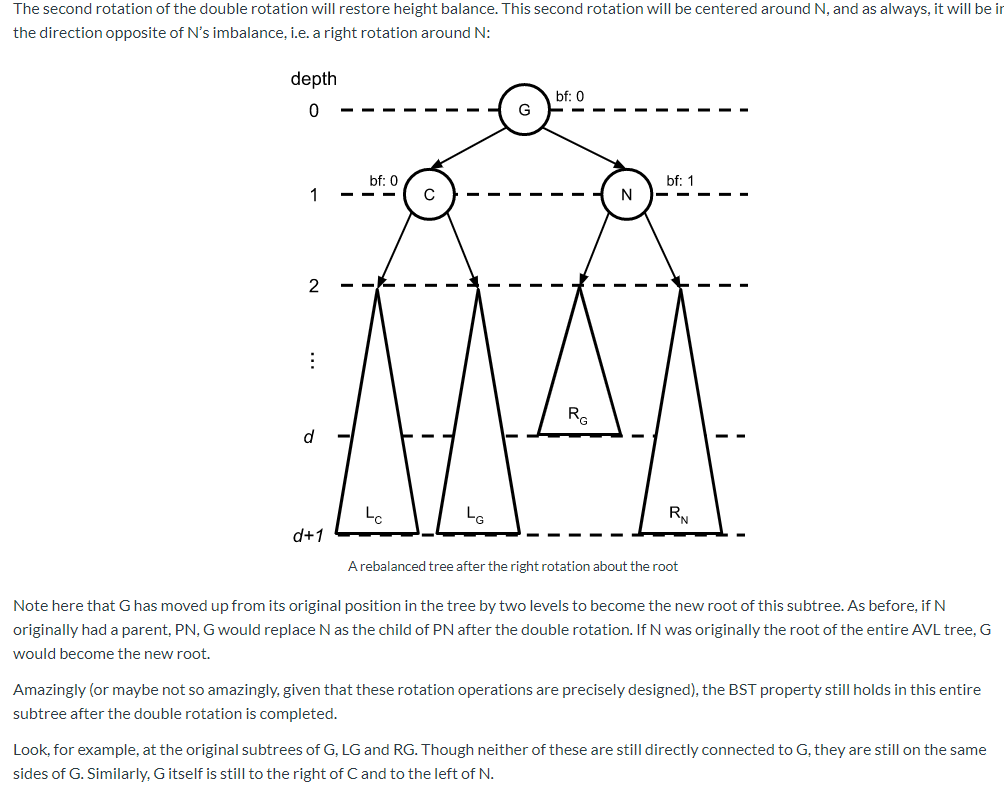 The second rotation of the double rotation will restore height balance. This second rotation will be centered around N, and as always, it will be in
the direction opposite of N's imbalance, i.e. a right rotation around N:
depth
0
G
bf: 0
1
bf: 0
C
N
bf: 1
2
⋮
d
R_G
L_C
L_G
R_N
d+1
A rebalanced tree after the right rotation about the root
Note here that G has moved up from its original position in the tree by two levels to become the new root of this subtree. As before, if N
originally had a parent, PN, G would replace N as the child of PN after the double rotation. If N was originally the root of the entire AVL tree, G
would become the new root.
Amazingly (or maybe not so amazingly, given that these rotation operations are precisely designed), the BST property still holds in this entire
subtree after the double rotation is completed.
Look, for example, at the original subtrees of G, LG and RG. Though neither of these are still directly connected to G, they are still on the same
sides of G. Similarly, G itself is still to the right of C and to the left of N.